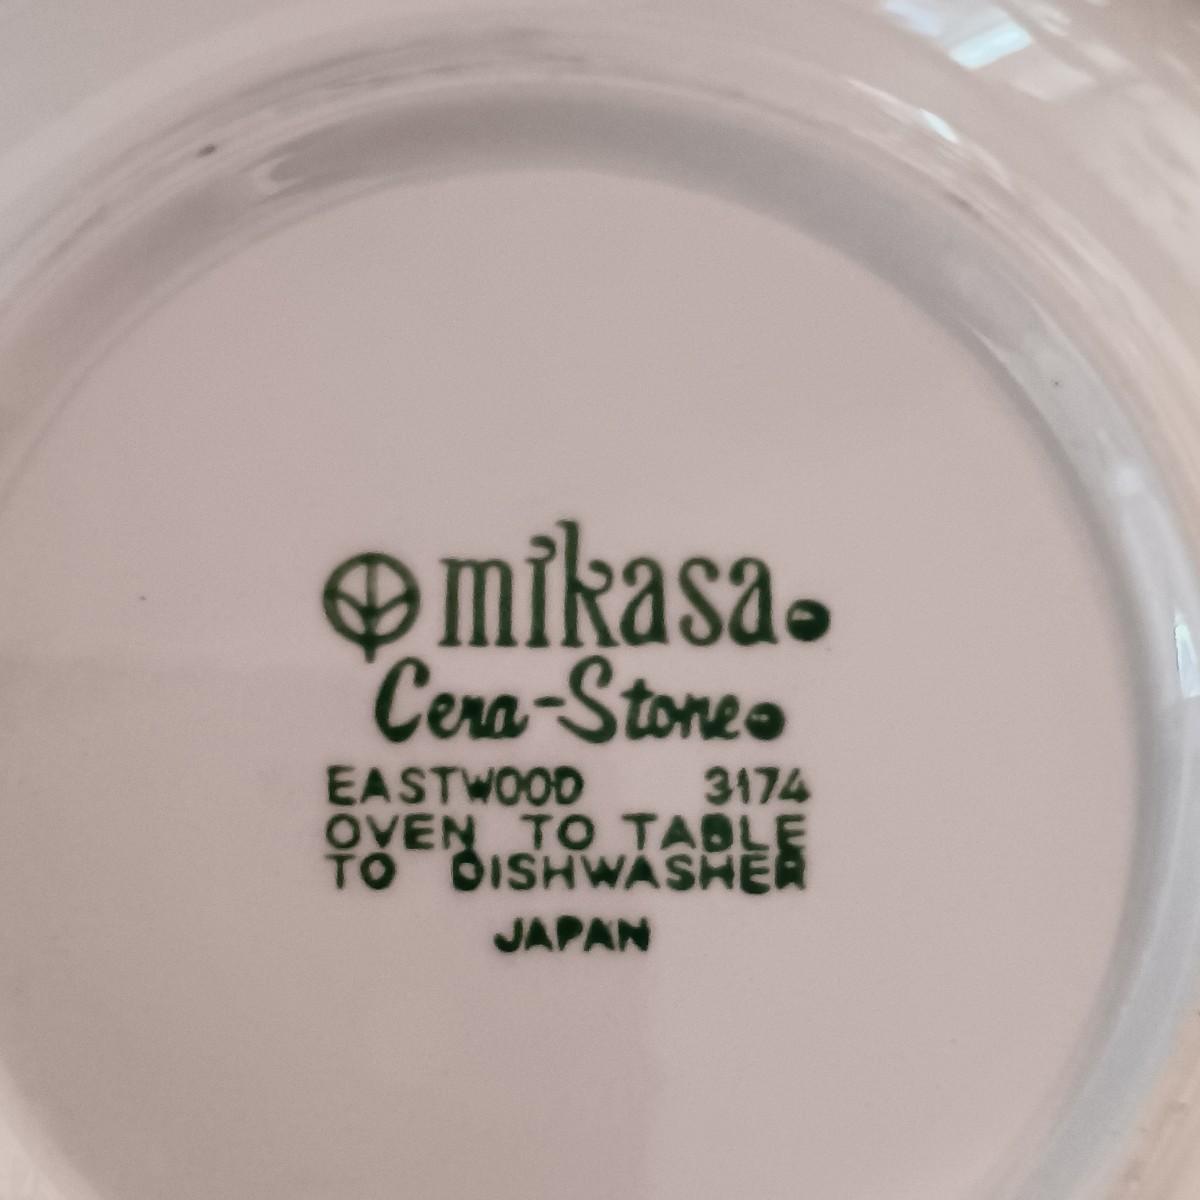 mikasa
Cera-Stone
EASTWOOD 3174
OVEN TO TABLE
TO DISHWASHER
JAPAN